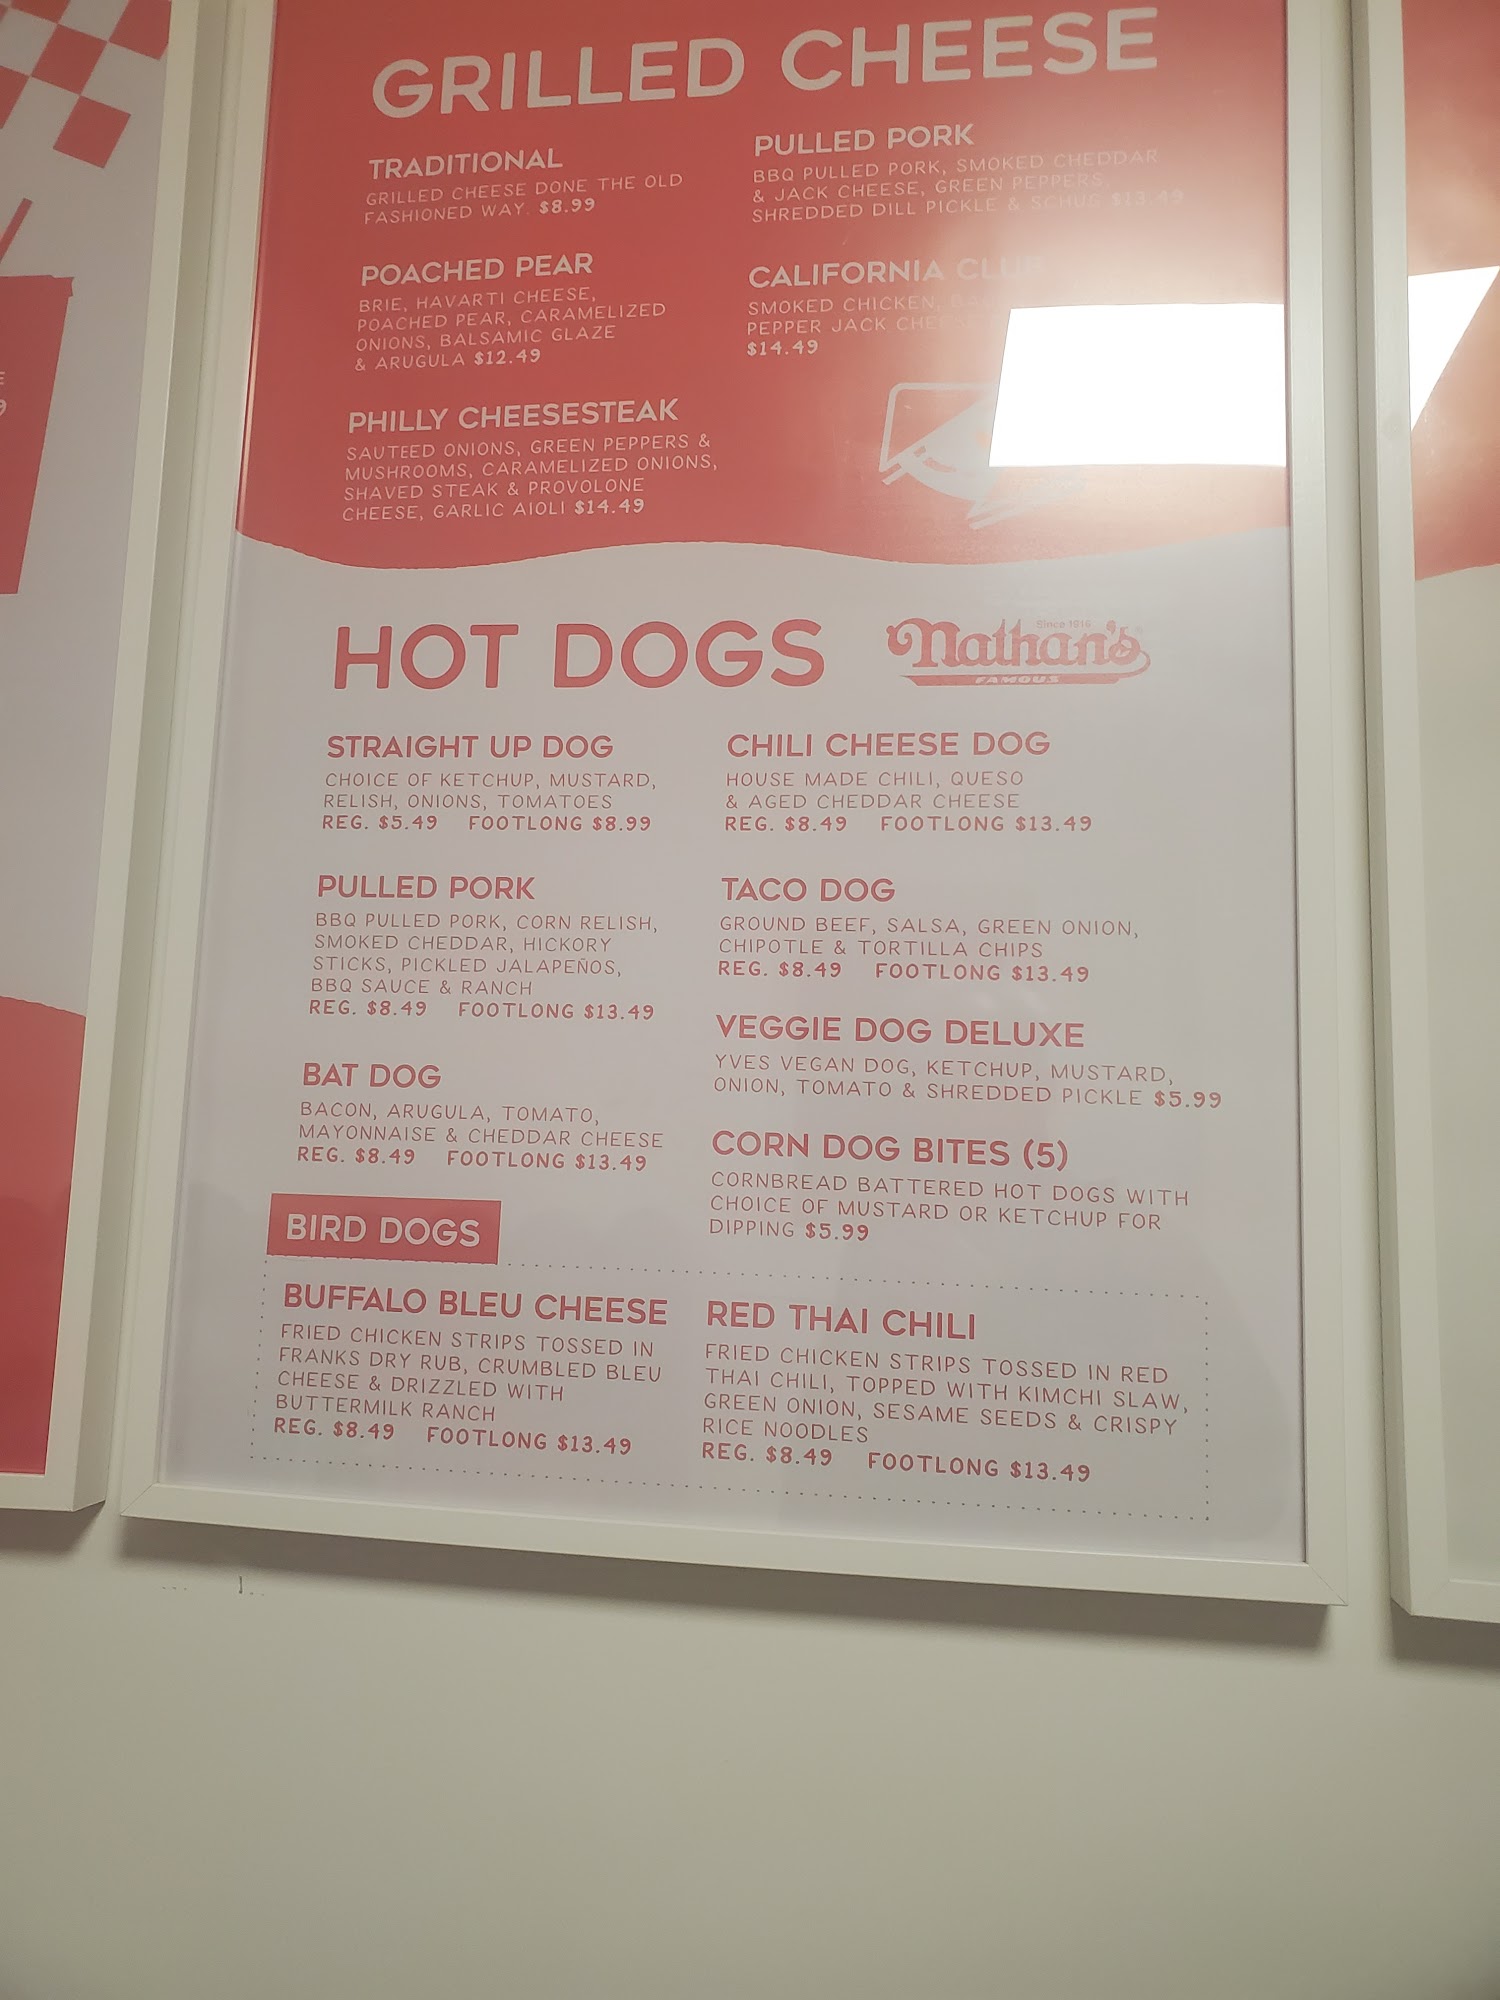 GRILLED CHEESE
TRADITIONAL
GRILLED CHEESE DONE THE OLD
FASHIONED WAY. $8.99
POACHED PEAR
BRIE, HAVARTI CHEESE,
POACHED PEAR, CARAMELIZED
ONIONS, BALSAMIC GLAZE
& ARUGULA $12.49
PHILLY CHEESESTEAK
SAUTEED ONIONS, GREEN PEPPERS &
MUSHROOMS, CARAMELIZED ONIONS,
SHAVED STEAK & PROVOLONE
CHEESE, GARLIC AIOLI $14.49
PULLED PORK
BBQ PULLED PORK, SMOKED CHEDDAR
& JACK CHEESE, GREEN PEPPERS,
SHREDDED DILL PICKLE & SCHUG $13.49
CALIFORNIA CLUB
SMOKED CHICKEN,
PEPPER JACK
$14.49
HOT DOGS
Since 1916
Nathan's
FAMOUS
STRAIGHT UP DOG
CHOICE OF KETCHUP, MUSTARD,
RELISH, ONIONS, TOMATOES
REG. $5.49 FOOTLONG $8.99
PULLED PORK
BBQ PULLED PORK, CORN RELISH,
SMOKED CHEDDAR, HICKORY
STICKS, PICKLED JALAPEÑOS,
BBQ SAUCE & RANCH
REG. $8.49 FOOTLONG $13.49
BAT DOG
BACON, ARUGULA, TOMATO,
MAYONNAISE & CHEDDAR CHEESE
REG. $8.49 FOOTLONG $13.49
CHILI CHEESE DOG
HOUSE MADE CHILI, QUESO
& AGED CHEDDAR CHEESE
REG. $8.49 FOOTLONG $13.49
TACO DOG
GROUND BEEF, SALSA, GREEN ONION,
CHIPOTLE & TORTILLA CHIPS
REG. $8.49 FOOTLONG $13.49
VEGGIE DOG DELUXE
YVES VEGAN DOG, KETCHUP, MUSTARD,
ONION, TOMATO & SHREDDED PICKLE $5.99
CORN DOG BITES (5)
CORNBREAD BATTERED HOT DOGS WITH
CHOICE OF MUSTARD OR KETCHUP FOR
DIPPING $5.99
BIRD DOGS
BUFFALO BLEU CHEESE
FRIED CHICKEN STRIPS TOSSED IN
FRANKS DRY RUB, CRUMBLED BLEU
CHEESE & DRIZZLED WITH
BUTTERMILK RANCH
REG. $8.49 FOOTLONG $13.49
RED THAI CHILI
FRIED CHICKEN STRIPS TOSSED IN RED
THAI CHILI, TOPPED WITH KIMCHI SLAW,
GREEN ONION, SESAME SEEDS & CRISPY
RICE NOODLES
REG. $8.49 FOOTLONG $13.49